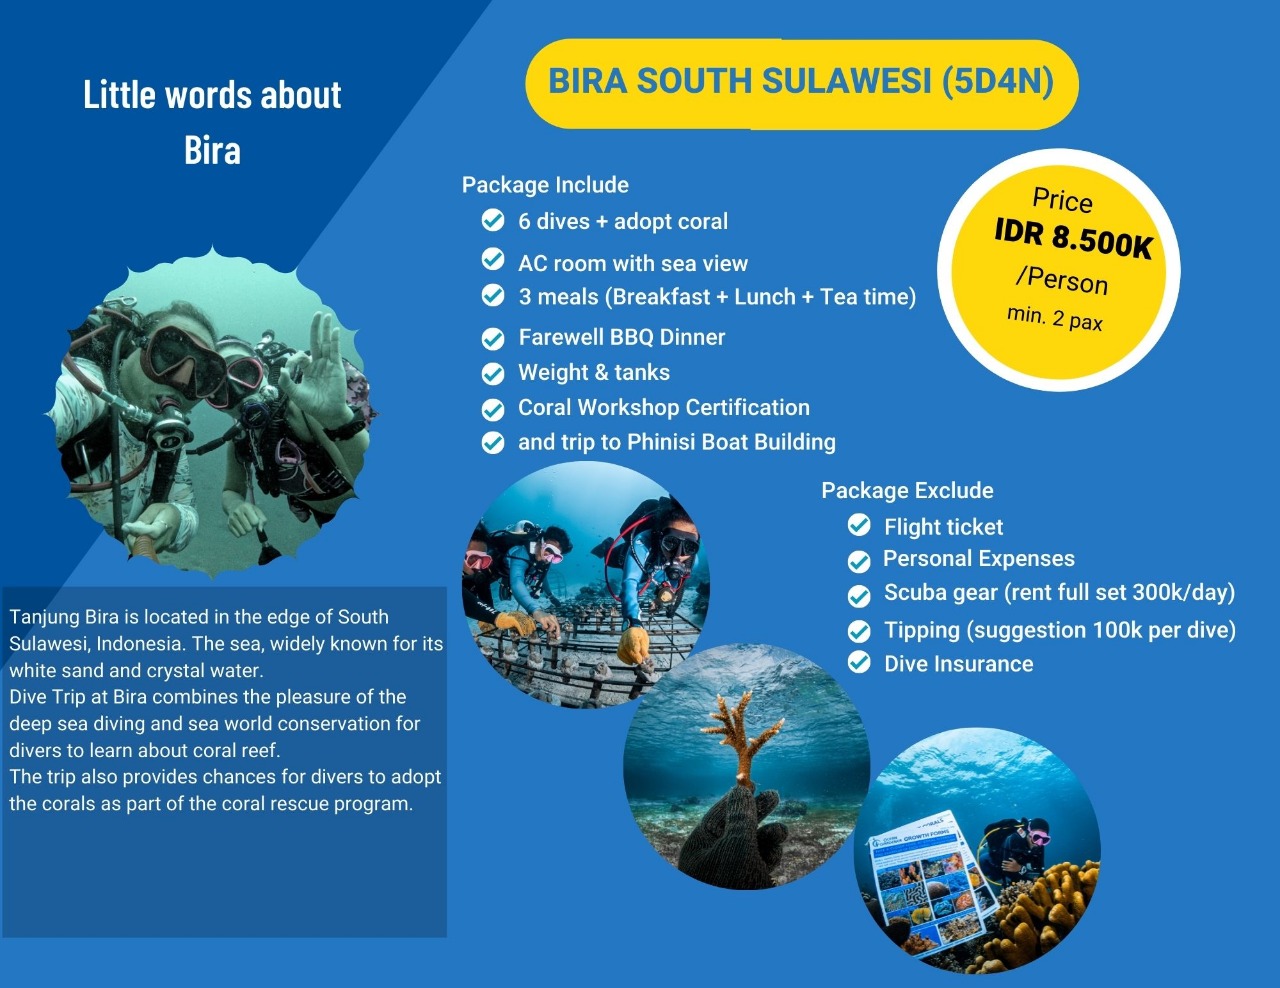 Little words about
Bira
Tanjung Bira is located in the edge of South
Sulawesi, Indonesia. The sea, widely known for its
white sand and crystal water.
Dive Trip at Bira combines the pleasure of the
deep sea diving and sea world conservation for
divers to learn about coral reef.
The trip also provides chances for divers to adopt
the corals as part of the coral rescue program.
BIRA SOUTH SULAWESI (5D4N)
Package Include
6 dives + adopt coral
AC room with sea view
3 meals (Breakfast + Lunch + Tea time)
Farewell BBQ Dinner
Weight & tanks
Coral Workshop Certification
and trip to Phinisi Boat Building
Price
IDR 8.500K
/Person
min. 2 pax
Package Exclude
Flight ticket
Personal Expenses
Scuba gear (rent full set 300k/day)
Tipping (suggestion 100k per dive)
Dive Insurance
GROWTH FORMS